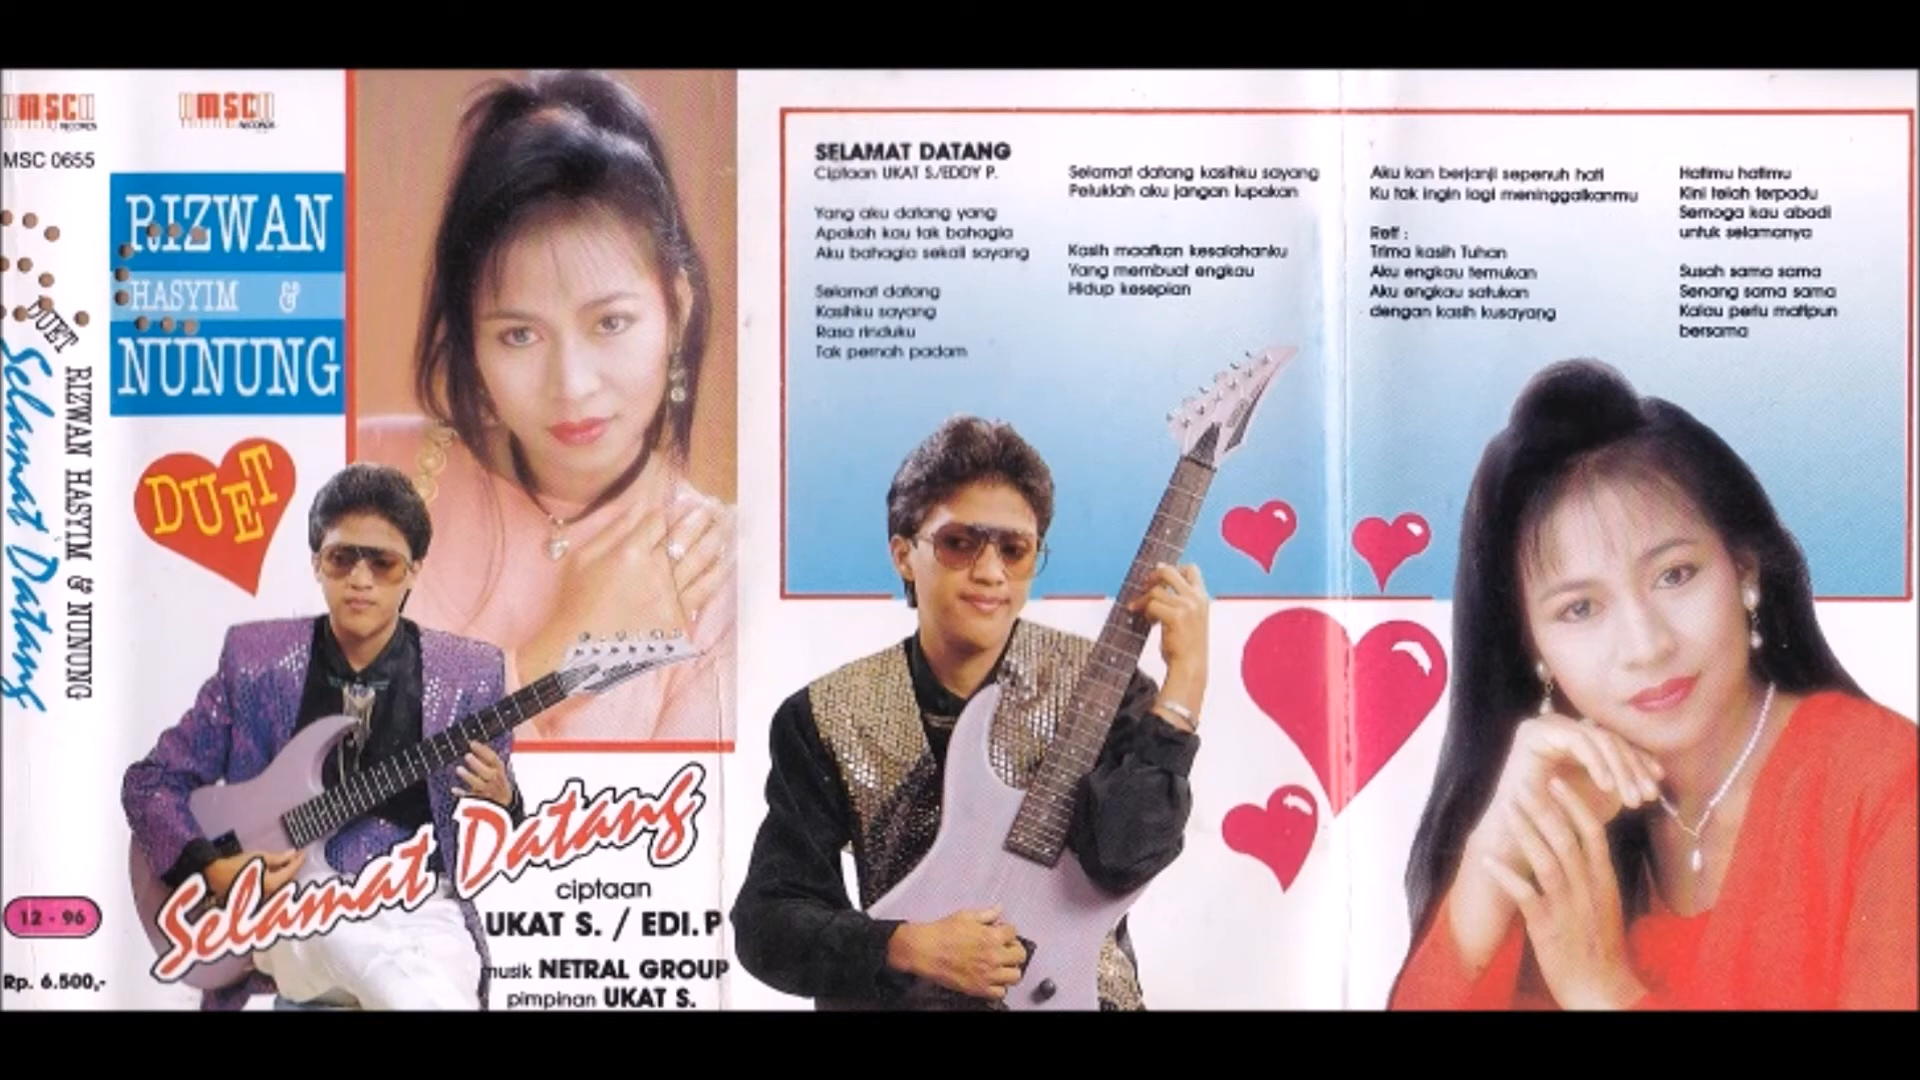 MSC
RECORDS
MSC 0655
DUET RIZWAN HASYIM & NUNUNG
Selamat Datang
12 - 96
Rp. 6.500,-
MSC
RECORDS
RIZWAN
HASYIM &
NUNUNG
DUET
Selamat Datang
ciptaan
UKAT S. / EDI. P
musik NETRAL GROUP
pimpinan UKAT S.
SELAMAT DATANG
Ciptaan UKAT S./EDDY P.
Yang aku datang yang
Apakah kau tak bahagia
Aku bahagia sekali sayang
Selamat datang
Kasihku sayang
Rasa rinduku
Tak pernah padam
Selamat datang kasihku sayang
Peluklah aku jangan lupakan
Kasih maafkan kesalahanku
Yang membuat engkau
Hidup kesepian
Aku kan berjanji sepenuh hati
Ku tak ingin lagi meninggalkanmu
Reff :
Trima kasih Tuhan
Aku engkau temukan
Aku engkau satukan
dengan kasih kusayang
Hatimu hatimu
Kini telah terpadu
Semoga kau abadi
untuk selamanya
Susah sama sama
Senang sama sama
Kalau perlu matipun
bersama